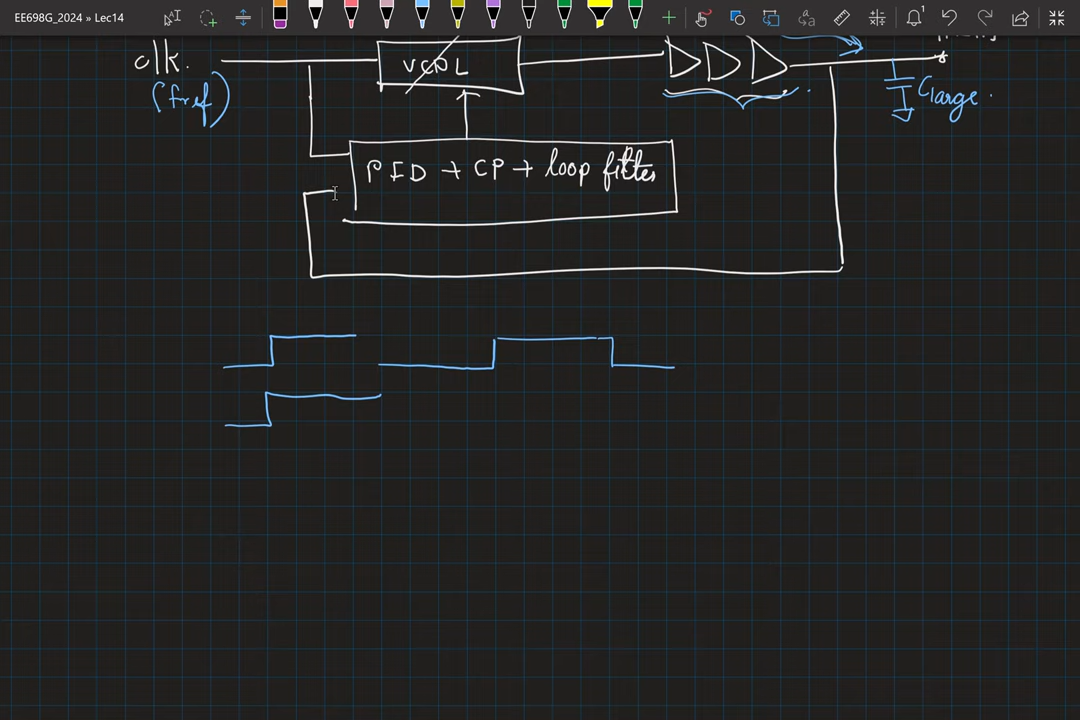 EE698G_2024 » Lec14
clk.
(fref)
VCDL
Clarge.
PFD + CP + loop filter